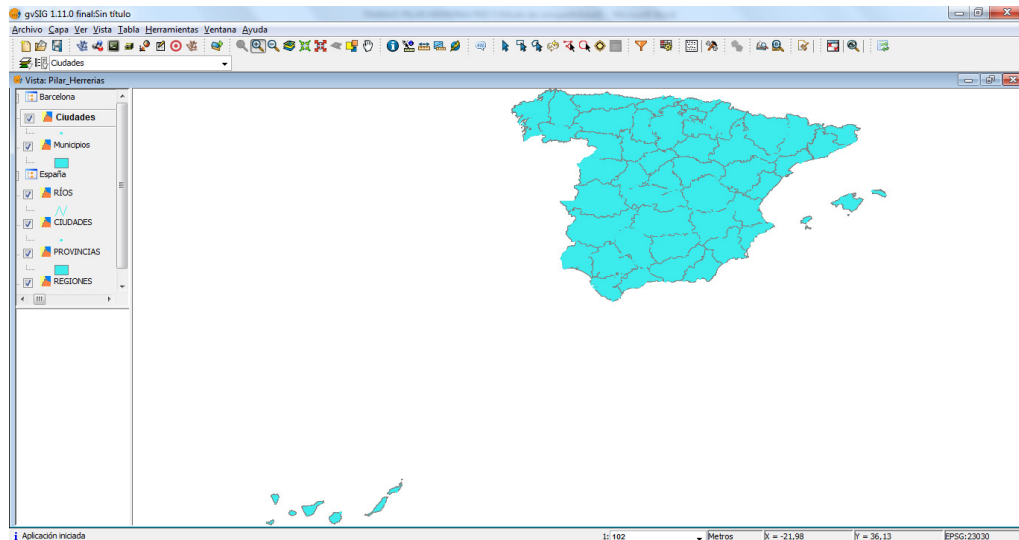 gvSIG 1.11.0 final:Sin título
Archivo Capa Ver Vista Tabla Herramientas Ventana Ayuda
Ciudades
Vista: Pilar_Herrerias
Barcelona
Ciudades
Municipios
España
RÍOS
CIUDADES
PROVINCIAS
REGIONES
Aplicación iniciada
1: 102
Metros
X = -21,98
Y = 36,13
EPSG:23030